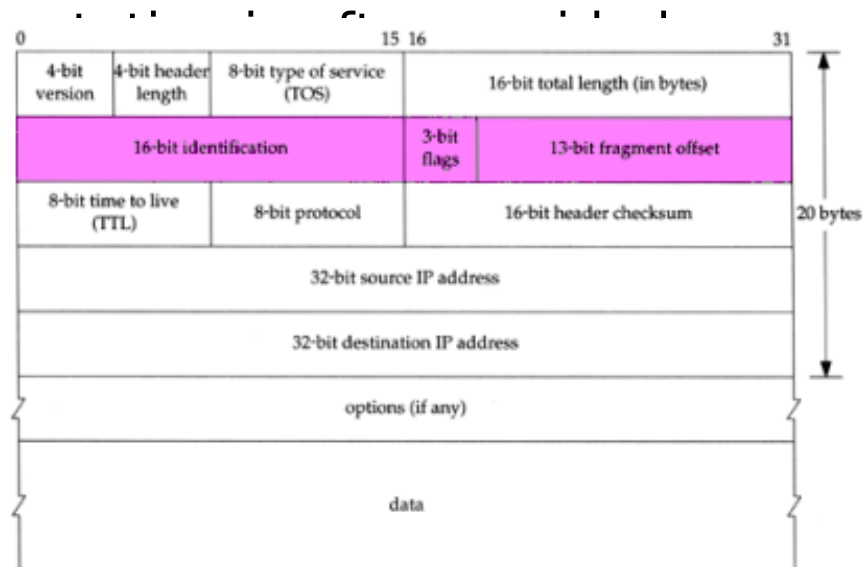 0 15 16 31
4-bit version 4-bit header length 8-bit type of service (TOS) 16-bit total length (in bytes)
16-bit identification 3-bit flags 13-bit fragment offset
8-bit time to live (TTL) 8-bit protocol 16-bit header checksum
20 bytes
32-bit source IP address
32-bit destination IP address
options (if any)
data